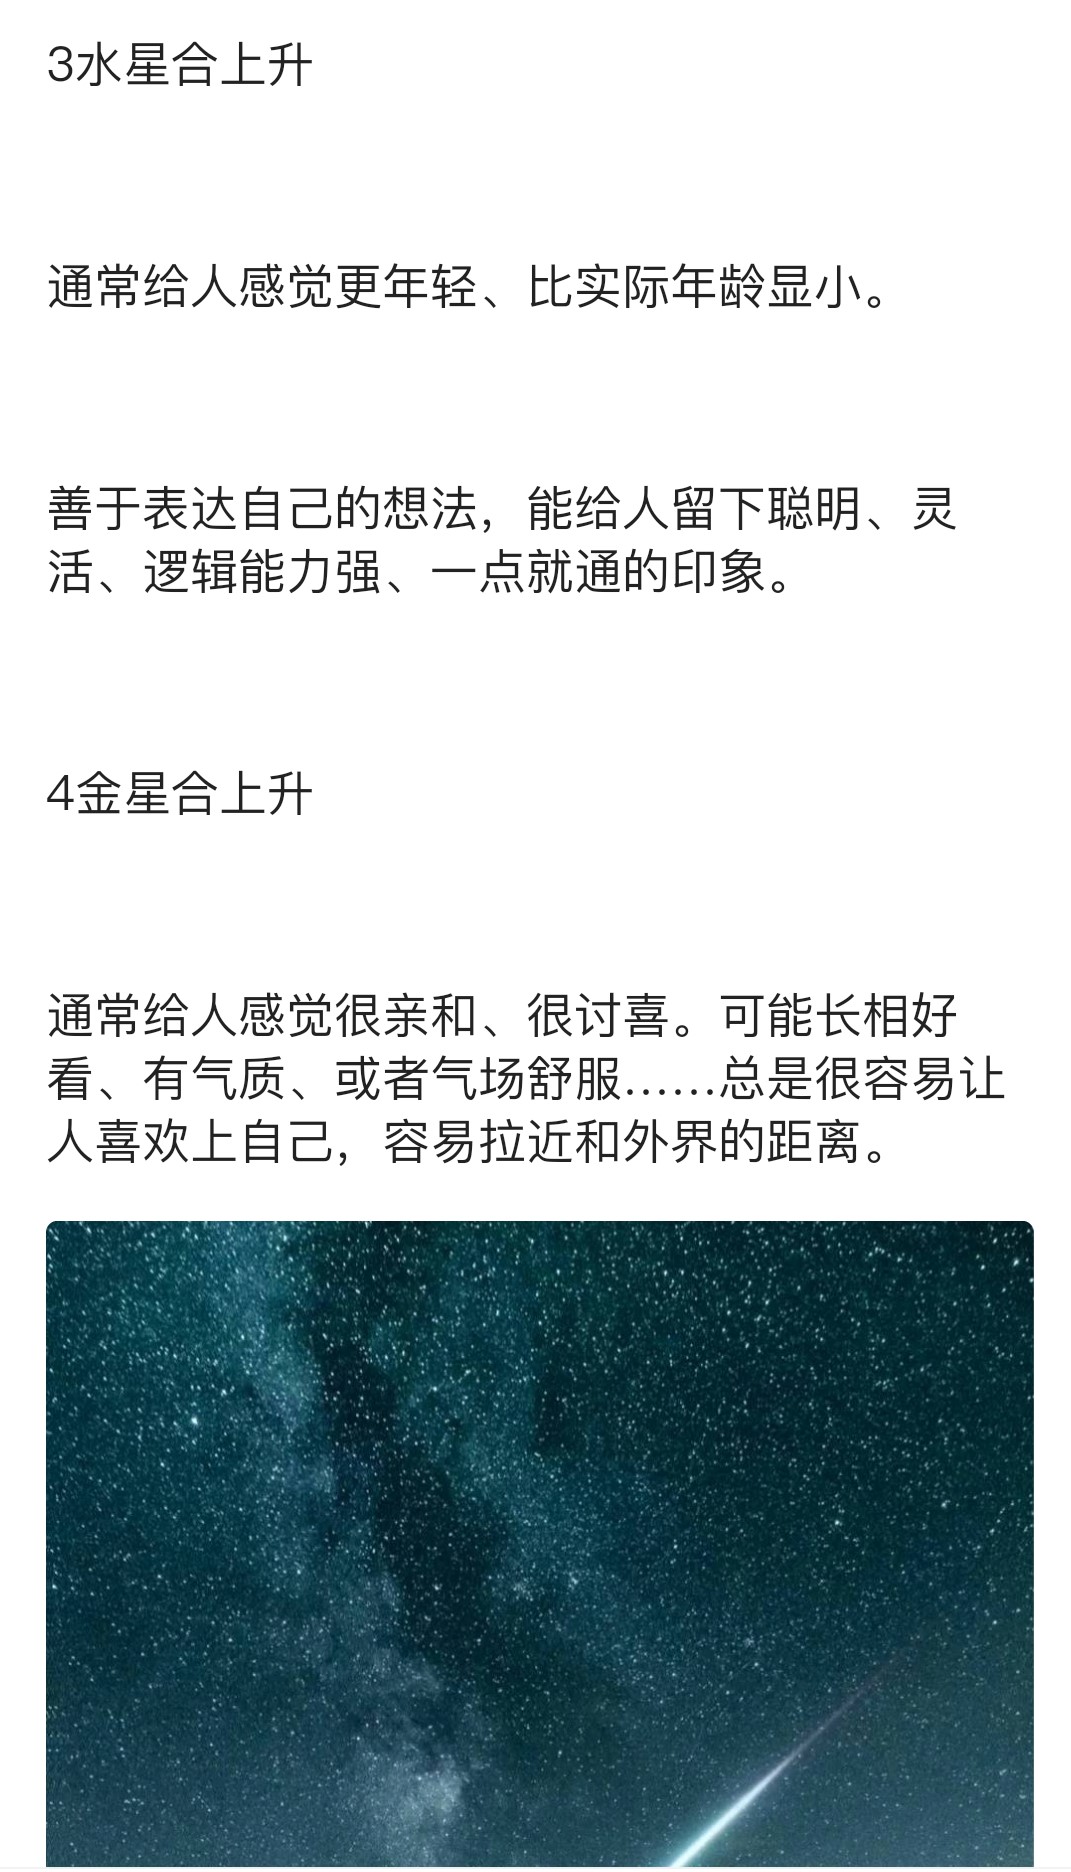 3水星合上升
通常给人感觉更年轻、比实际年龄显小。
善于表达自己的想法，能给人留下聪明、灵
活、逻辑能力强、一点就通的印象。
4金星合上升
通常给人感觉很亲和、很讨喜。可能长相好
看、有气质、或者气场舒服……总是很容易让
人喜欢上自己，容易拉近和外界的距离。